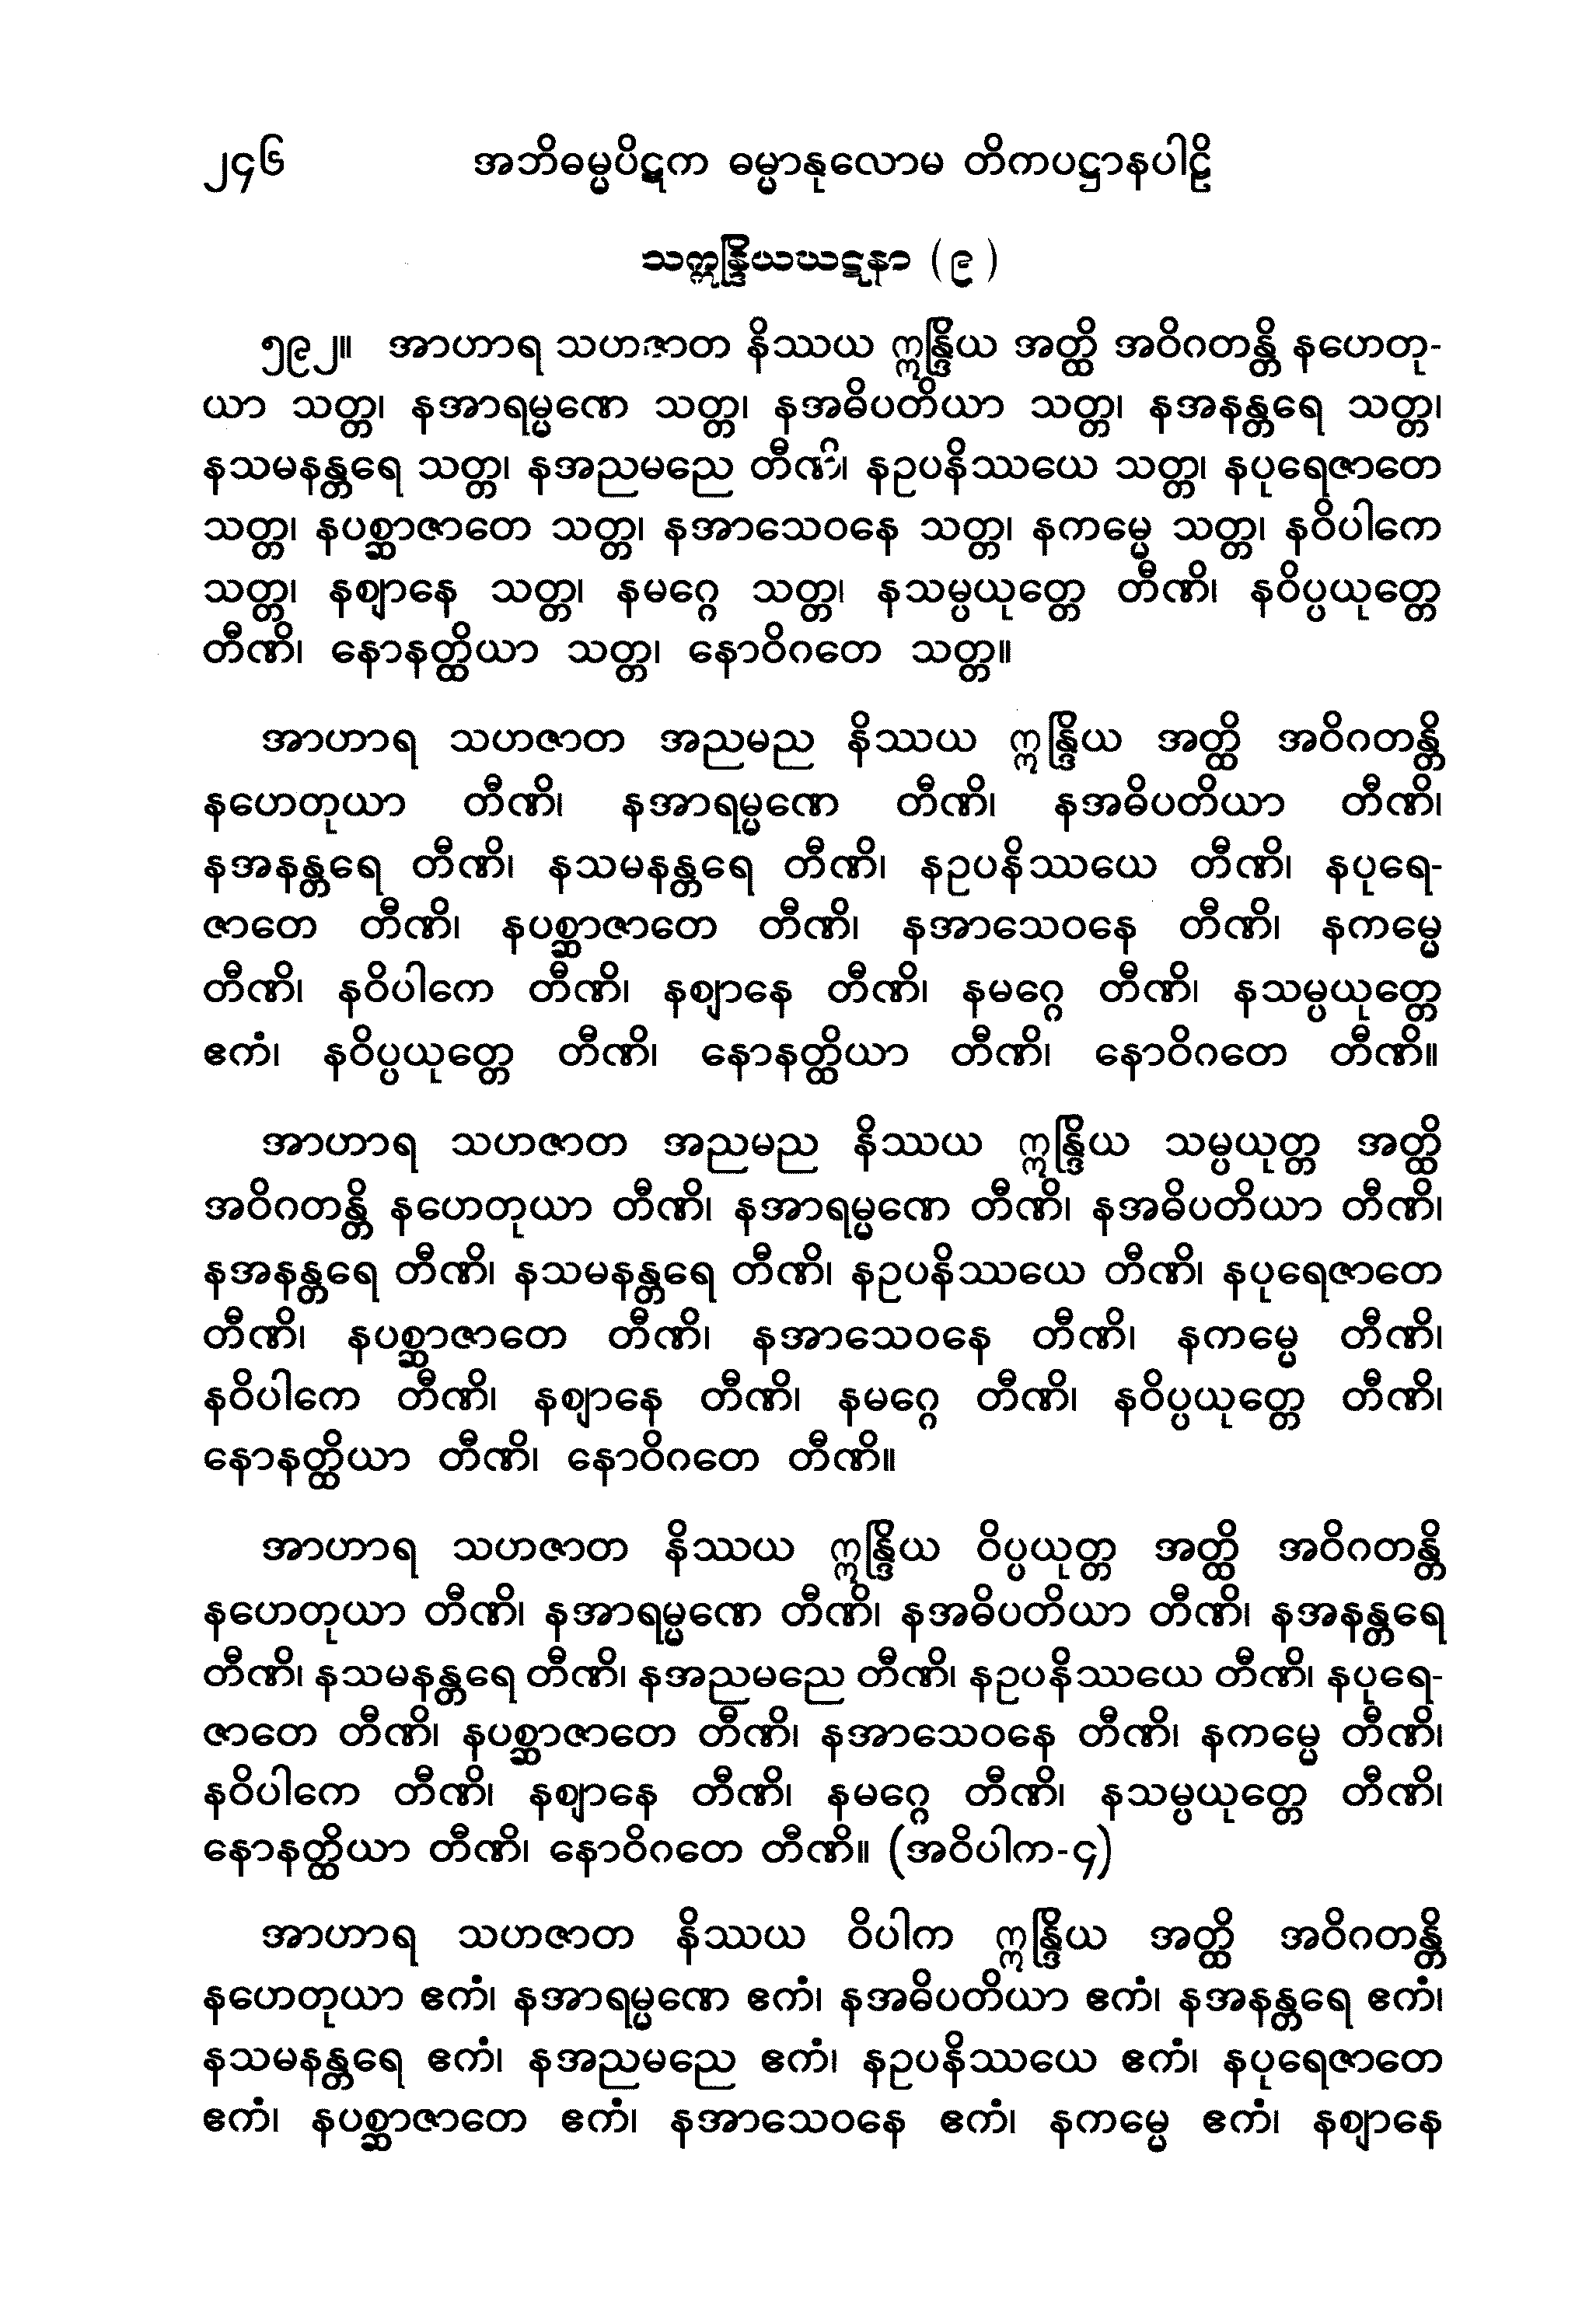 ၂၄၆ အဘိဓမ္မပိဋက ဓမ္မာနုလောမ တိကပဋ္ဌာနပါဠိ
သဣန္ဒြိယဃဋနာ (၉)
၅၉၂။ အာဟာရ သဟဇာတ နိဿယ ဣန္ဒြိယ အတ္ထိ အဝိဂတန္တိ နဟေတု-
ယာ သတ္တ၊ နအာရမ္မဏေ သတ္တ၊ နအဓိပတိယာ သတ္တ၊ နအနန္တရေ သတ္တ၊
နသမနန္တရေ သတ္တ၊ နအညမညေ တီဏိ၊ နဥပနိဿယေ သတ္တ၊ နပုရေဇာတေ
သတ္တ၊ နပစ္ဆာဇာတေ သတ္တ၊ နအာသေဝနေ သတ္တ၊ နကမ္မေ သတ္တ၊ နဝိပါကေ
သတ္တ၊ နဈာနေ သတ္တ၊ နမဂ္ဂေ သတ္တ၊ နသမ္ပယုတ္တေ တီဏိ၊ နဝိပ္ပယုတ္တေ
တီဏိ၊ နောနတ္ထိယာ သတ္တ၊ နောဝိဂတေ သတ္တ။
အာဟာရ သဟဇာတ အညမည နိဿယ ဣန္ဒြိယ အတ္ထိ အဝိဂတန္တိ
နဟေတုယာ တီဏိ၊ နအာရမ္မဏေ တီဏိ၊ နအဓိပတိယာ တီဏိ၊
နအနန္တရေ တီဏိ၊ နသမနန္တရေ တီဏိ၊ နဥပနိဿယေ တီဏိ၊ နပုရေ-
ဇာတေ တီဏိ၊ နပစ္ဆာဇာတေ တီဏိ၊ နအာသေဝနေ တီဏိ၊ နကမ္မေ
တီဏိ၊ နဝိပါကေ တီဏိ၊ နဈာနေ တီဏိ၊ နမဂ္ဂေ တီဏိ၊ နသမ္ပယုတ္တေ
ဧကံ၊ နဝိပ္ပယုတ္တေ တီဏိ၊ နောနတ္ထိယာ တီဏိ၊ နောဝိဂတေ တီဏိ။
အာဟာရ သဟဇာတ အညမည နိဿယ ဣန္ဒြိယ သမ္ပယုတ္တ အတ္ထိ
အဝိဂတန္တိ နဟေတုယာ တီဏိ၊ နအာရမ္မဏေ တီဏိ၊ နအဓိပတိယာ တီဏိ၊
နအနန္တရေ တီဏိ၊ နသမနန္တရေ တီဏိ၊ နဥပနိဿယေ တီဏိ၊ နပုရေဇာတေ
တီဏိ၊ နပစ္ဆာဇာတေ တီဏိ၊ နအာသေဝနေ တီဏိ၊ နကမ္မေ တီဏိ၊
နဝိပါကေ တီဏိ၊ နဈာနေ တီဏိ၊ နမဂ္ဂေ တီဏိ၊ နဝိပ္ပယုတ္တေ တီဏိ၊
နောနတ္ထိယာ တီဏိ၊ နောဝိဂတေ တီဏိ။
အာဟာရ သဟဇာတ နိဿယ ဣန္ဒြိယ ဝိပ္ပယုတ္တ အတ္ထိ အဝိဂတန္တိ
နဟေတုယာ တီဏိ၊ နအာရမ္မဏေ တီဏိ၊ နအဓိပတိယာ တီဏိ၊ နအနန္တရေ
တီဏိ၊ နသမနန္တရေ တီဏိ၊ နအညမညေ တီဏိ၊ နဥပနိဿယေ တီဏိ၊ နပုရေ-
ဇာတေ တီဏိ၊ နပစ္ဆာဇာတေ တီဏိ၊ နအာသေဝနေ တီဏိ၊ နကမ္မေ တီဏိ၊
နဝိပါကေ တီဏိ၊ နဈာနေ တီဏိ၊ နမဂ္ဂေ တီဏိ၊ နသမ္ပယုတ္တေ တီဏိ၊
နောနတ္ထိယာ တီဏိ၊ နောဝိဂတေ တီဏိ။ (အဝိပါက-၄)
အာဟာရ သဟဇာတ နိဿယ ဝိပါက ဣန္ဒြိယ အတ္ထိ အဝိဂတန္တိ
နဟေတုယာ ဧကံ၊ နအာရမ္မဏေ ဧကံ၊ နအဓိပတိယာ ဧကံ၊ နအနန္တရေ ဧကံ၊
နသမနန္တရေ ဧကံ၊ နအညမညေ ဧကံ၊ နဥပနိဿယေ ဧကံ၊ နပုရေဇာတေ
ဧကံ၊ နပစ္ဆာဇာတေ ဧကံ၊ နအာသေဝနေ ဧကံ၊ နကမ္မေ ဧကံ၊ နဈာနေ